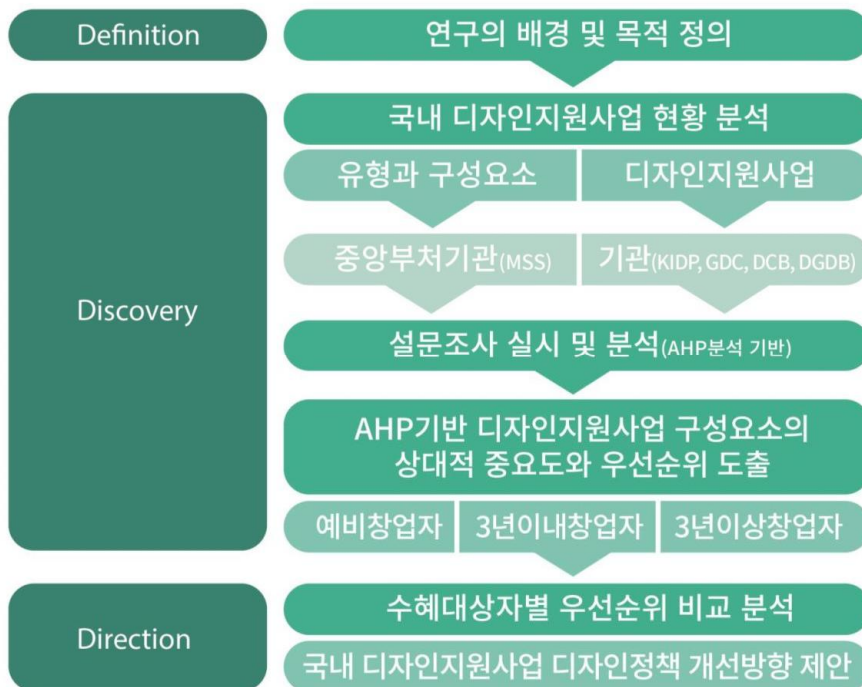 Definition
연구의 배경 및 목적 정의
Discovery
국내 디자인지원사업 현황 분석
유형과 구성요소
디자인지원사업
중앙부처기관(MSS)
기관(KIDP, GDC, DCB, DGDB)
설문조사 실시 및 분석(AHP분석 기반)
AHP기반 디자인지원사업 구성요소의
상대적 중요도와 우선순위 도출
예비창업자
3년이내창업자
3년이상창업자
Direction
수혜대상자별 우선순위 비교 분석
국내 디자인지원사업 디자인정책 개선방향 제안